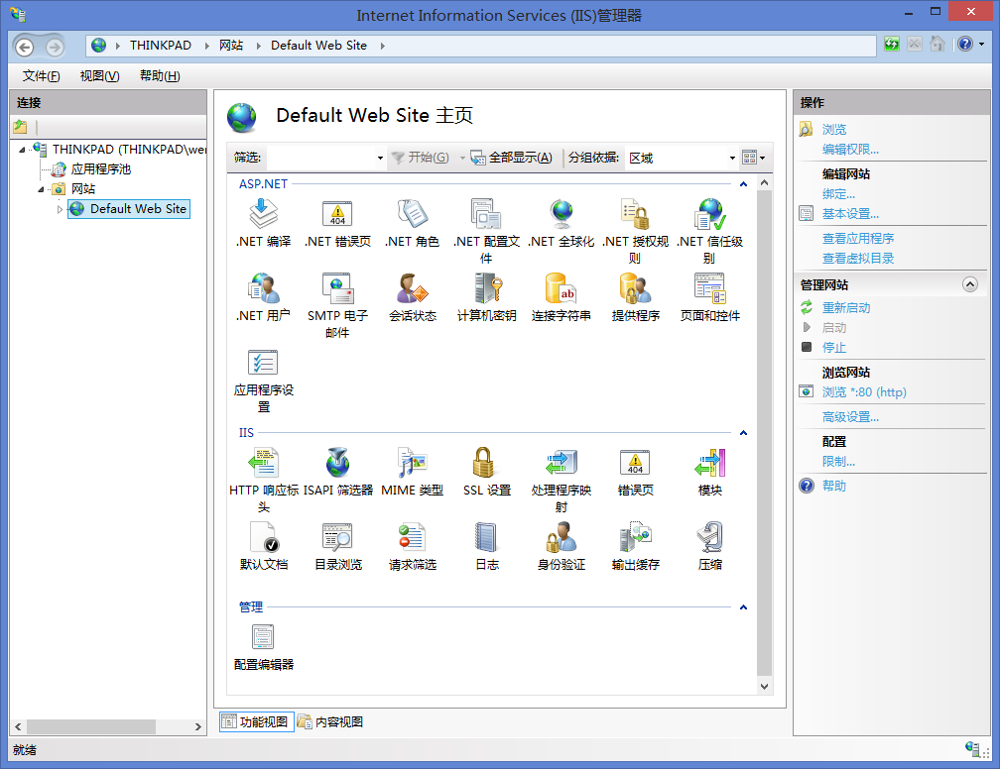 Internet Information Services (IIS)管理器
THINKPAD 网站 Default Web Site
文件(F) 视图(V) 帮助(H)
连接
THINKPAD (THINKPAD\wer
应用程序池
网站
Default Web Site
Default Web Site 主页
筛选: 开始(G) 全部显示(A) 分组依据: 区域
ASP.NET
.NET 编译 .NET 错误页 .NET 角色 .NET 配置文 .NET 全球化 .NET 授权规 .NET 信任级
件 则 别
.NET 用户 SMTP 电子 会话状态 计算机密钥 连接字符串 提供程序 页面和控件
邮件
应用程序设
置
IIS
HTTP 响应标 ISAPI 筛选器 MIME 类型 SSL 设置 处理程序映 错误页 模块
头 射
默认文档 目录浏览 请求筛选 日志 身份验证 输出缓存 压缩
管理
配置编辑器
功能视图 内容视图
操作
浏览
编辑权限...
编辑网站
绑定...
基本设置...
查看应用程序
查看虚拟目录
管理网站
重新启动
启动
停止
浏览网站
浏览 *:80 (http)
高级设置...
配置
限制...
帮助
就绪